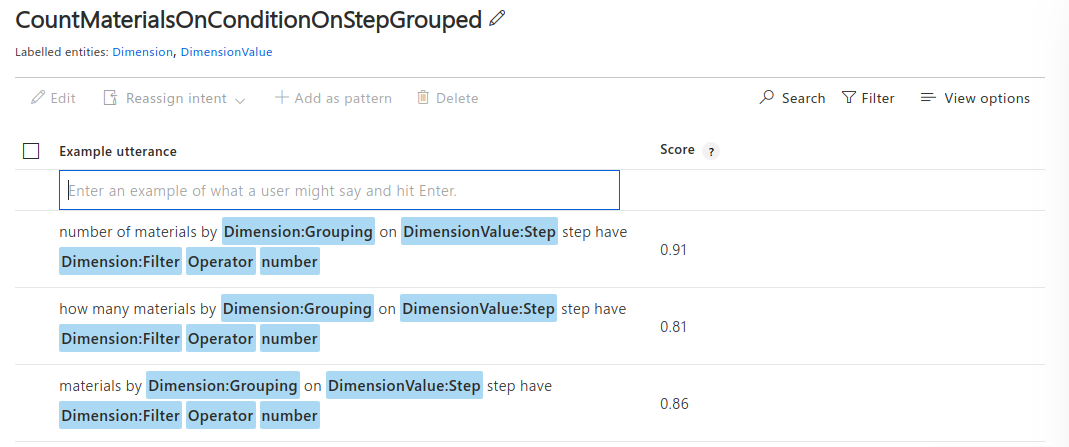 CountMaterialsOnConditionOnStepGrouped
Labelled entities: Dimension, DimensionValue
Edit Reassign intent Add as pattern Delete Search Filter View options
Example utterance Score ?
Enter an example of what a user might say and hit Enter.
number of materials by Dimension:Grouping on DimensionValue:Step step have
Dimension:Filter Operator number
0.91
how many materials by Dimension:Grouping on DimensionValue:Step step have
Dimension:Filter Operator number
0.81
materials by Dimension:Grouping on DimensionValue:Step step have
Dimension:Filter Operator number
0.86